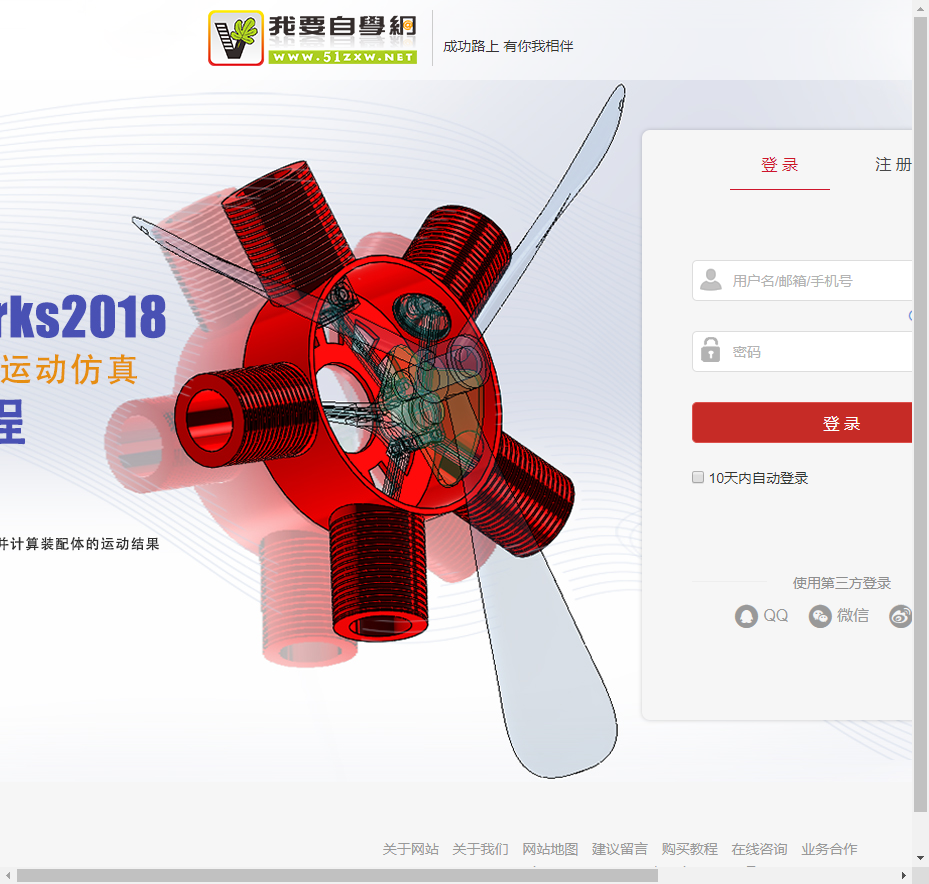 我要自學網
WWW.51ZXW.NET
成功路上 有你我相伴
登 录
注 册
rks2018
运动仿真
程
并计算装配体的运动结果
用户名/邮箱/手机号
密码
登 录
10天内自动登录
使用第三方登录
QQ
微信
关于网站 关于我们 网站地图 建议留言 购买教程 在线咨询 业务合作